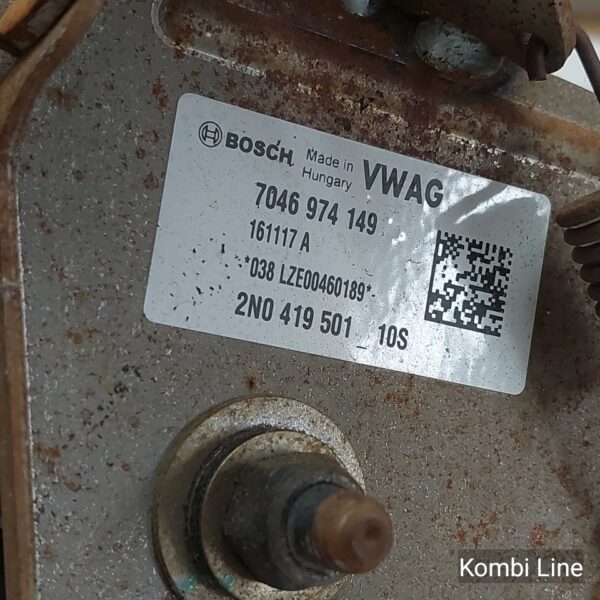 BOSCH Made in Hungary VWAG
7046 974 149
161117 A
*038 LZE00460189*
2N0 419 501 _ 10S
Kombi Line